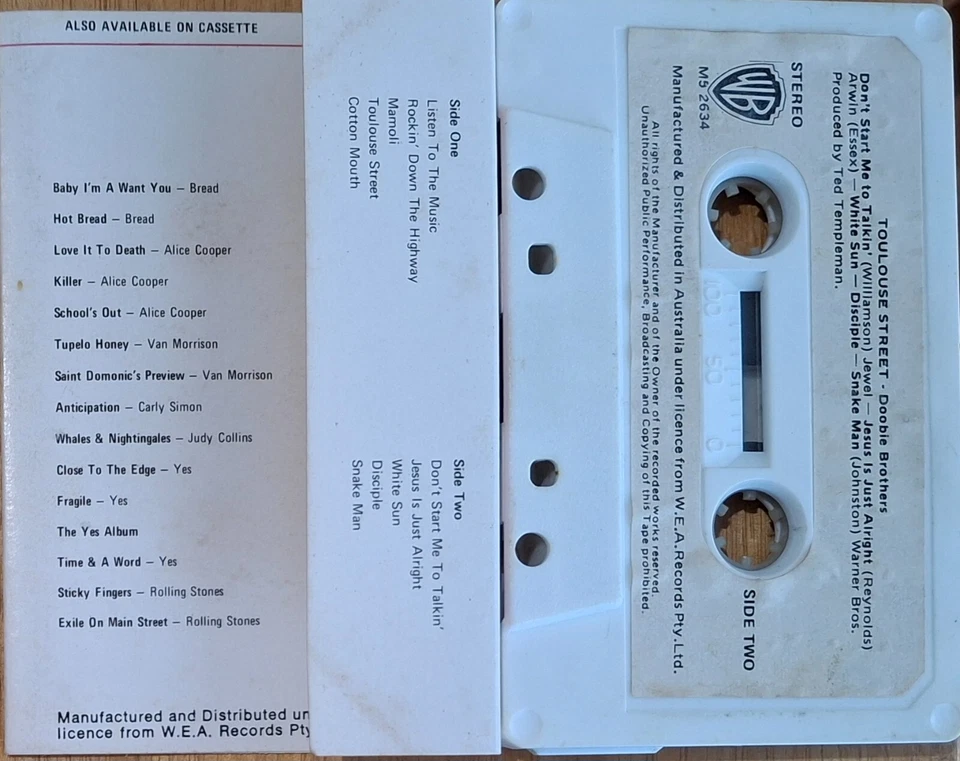 ALSO AVAILABLE ON CASSETTE
Baby I'm A Want You – Bread
Hot Bread – Bread
Love It To Death – Alice Cooper
Killer – Alice Cooper
School's Out – Alice Cooper
Tupelo Honey – Van Morrison
Saint Domonic's Preview – Van Morrison
Anticipation – Carly Simon
Whales & Nightingales – Judy Collins
Close To The Edge – Yes
Fragile – Yes
The Yes Album
Time & A Word – Yes
Sticky Fingers – Rolling Stones
Exile On Main Street – Rolling Stones
Manufactured and Distributed un
licence from W.E.A. Records Pty
Side One
Listen To The Music
Rockin' Down The Highway
Mamoli
Toulouse Street
Cotton Mouth
Side Two
Don't Start Me To Talkin'
Jesus Is Just Alright
White Sun
Disciple
Snake Man
TOULOUSE STREET - Doobie Brothers
Don't Start Me to Talkin' (Williamson) Jewel — Jesus Is Just Alright (Reynolds)
Arwin (Essex) — White Sun — Disciple — Snake Man (Johnston) Warner Bros.
Produced by Ted Templeman.
STEREO
WB
M5 2634
SIDE TWO
100 50 0
Manufactured & Distributed in Australia under licence from W.E.A. Records Pty. Ltd.
All rights of the Manufacturer and of the Owner of the recorded works reserved.
Unauthorized Public Performance, Broadcasting and Copying of this Tape prohibited.